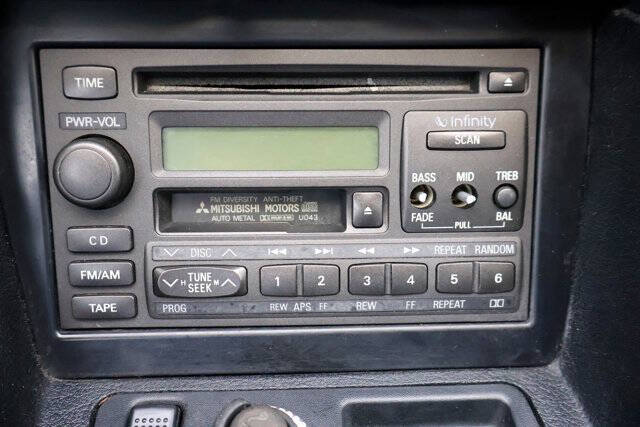 TIME
PWR-VOL
Infinity
SCAN
BASS MID TREB
FADE PULL BAL
FM DIVERSITY ANTI-THEFT
MITSUBISHI MOTORS
AUTO METAL U043
CD
FM/AM
TAPE
DISC REPEAT RANDOM
H TUNE SEEK M
1 2 3 4 5 6
PROG REW APS FF REW FF REPEAT